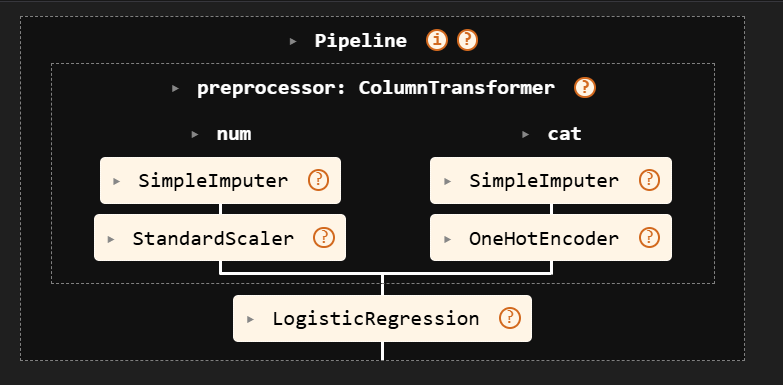 Pipeline i ?
preprocessor: ColumnTransformer ?
num cat
SimpleImputer ? SimpleImputer ?
StandardScaler ? OneHotEncoder ?
LogisticRegression ?